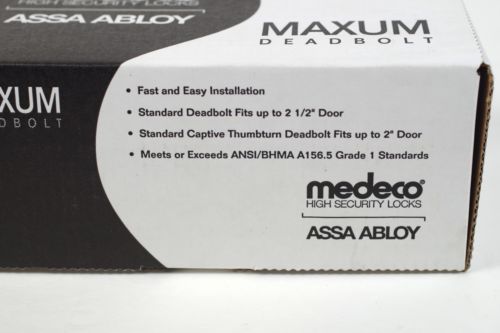 HIGH SECURITY LOCKS
ASSA ABLOY
MAXUM
DEADBOLT
XUM
DBOLT
• Fast and Easy Installation
• Standard Deadbolt Fits up to 2 1/2" Door
• Standard Captive Thumbturn Deadbolt Fits up to 2" Door
• Meets or Exceeds ANSI/BHMA A156.5 Grade 1 Standards
medeco®
HIGH SECURITY LOCKS
ASSA ABLOY